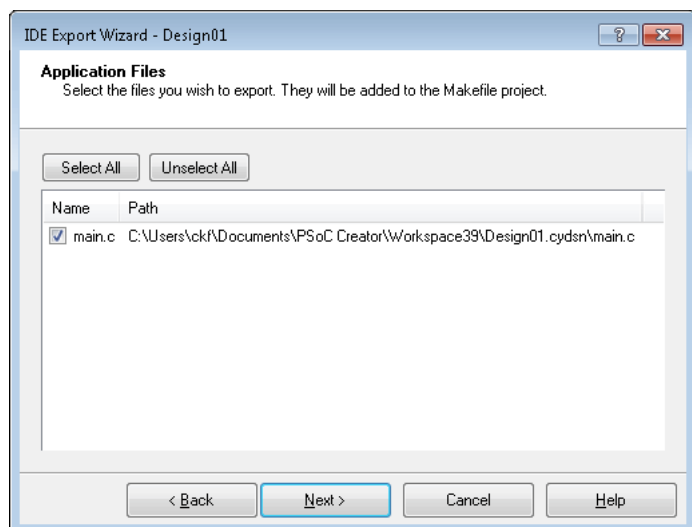 IDE Export Wizard - Design01
Application Files
Select the files you wish to export. They will be added to the Makefile project.
Select All Unselect All
Name Path
main.c C:\Users\ckf\Documents\PSoC Creator\Workspace39\Design01.cydsn\main.c
< Back Next > Cancel Help